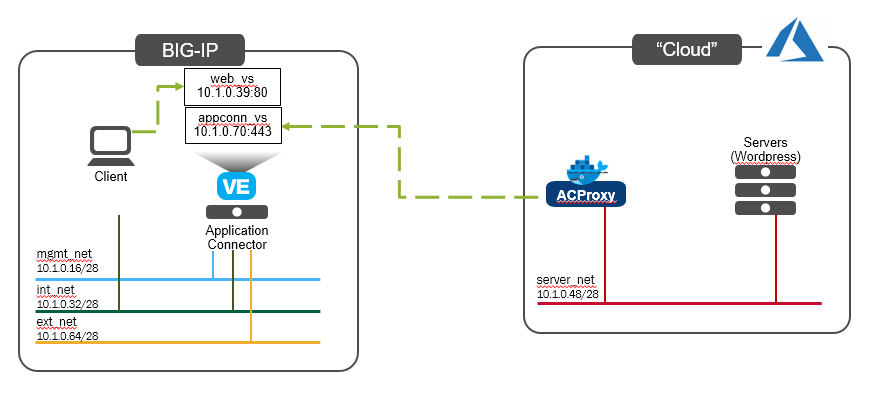 BIG-IP
"Cloud"
web_vs
10.1.0.39:80
appconn_vs
10.1.0.70:443
Client
VE
Application
Connector
mgmt_net
10.1.0.16/28
int_net
10.1.0.32/28
ext_net
10.1.0.64/28
ACProxy
Servers
(Wordpress)
server_net
10.1.0.48/28